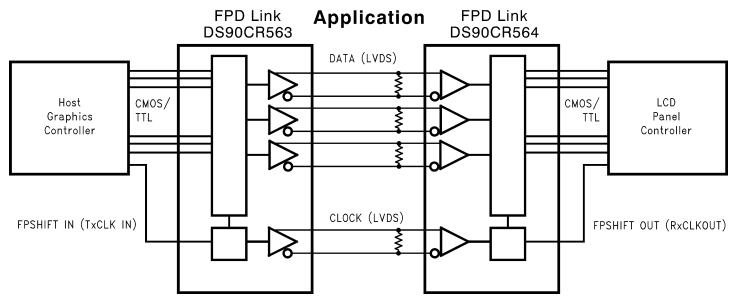 Application
FPD Link
DS90CR563
FPD Link
DS90CR564
DATA (LVDS)
Host
Graphics
Controller
CMOS/
TTL
CMOS/
TTL
LCD
Panel
Controller
FPSHIFT IN (TxCLK IN)
CLOCK (LVDS)
FPSHIFT OUT (RxCLKOUT)